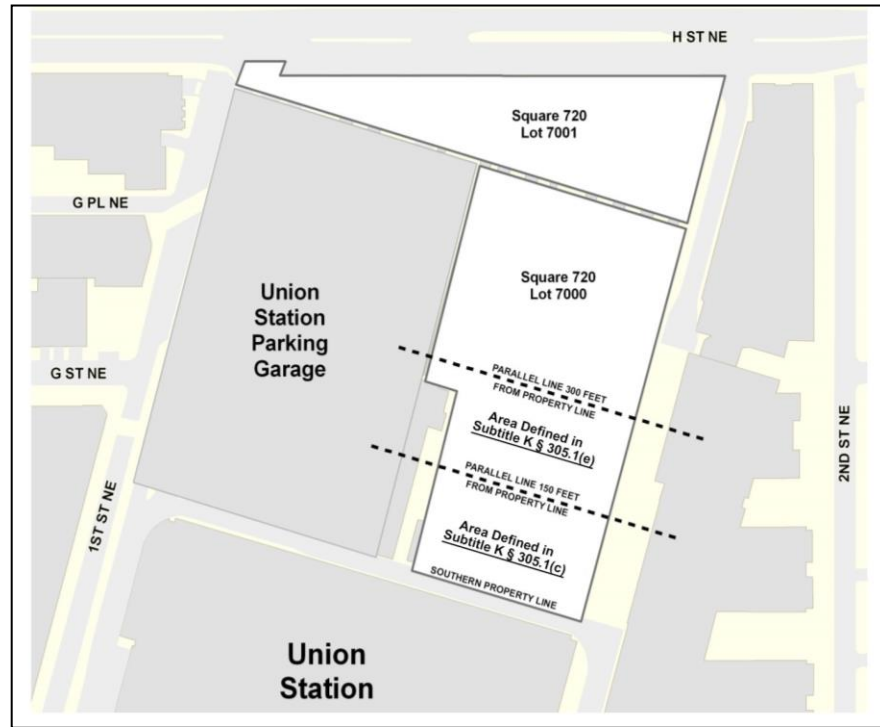 H ST NE
Square 720
Lot 7001
G PL NE
Square 720
Lot 7000
Union
Station
Parking
Garage
G ST NE
PARALLEL LINE 300 FEET
FROM PROPERTY LINE
Area Defined in
Subtitle K § 305.1(e)
2ND ST NE
PARALLEL LINE 150 FEET
FROM PROPERTY LINE
1ST ST NE
Area Defined in
Subtitle K § 305.1(c)
SOUTHERN PROPERTY LINE
Union
Station